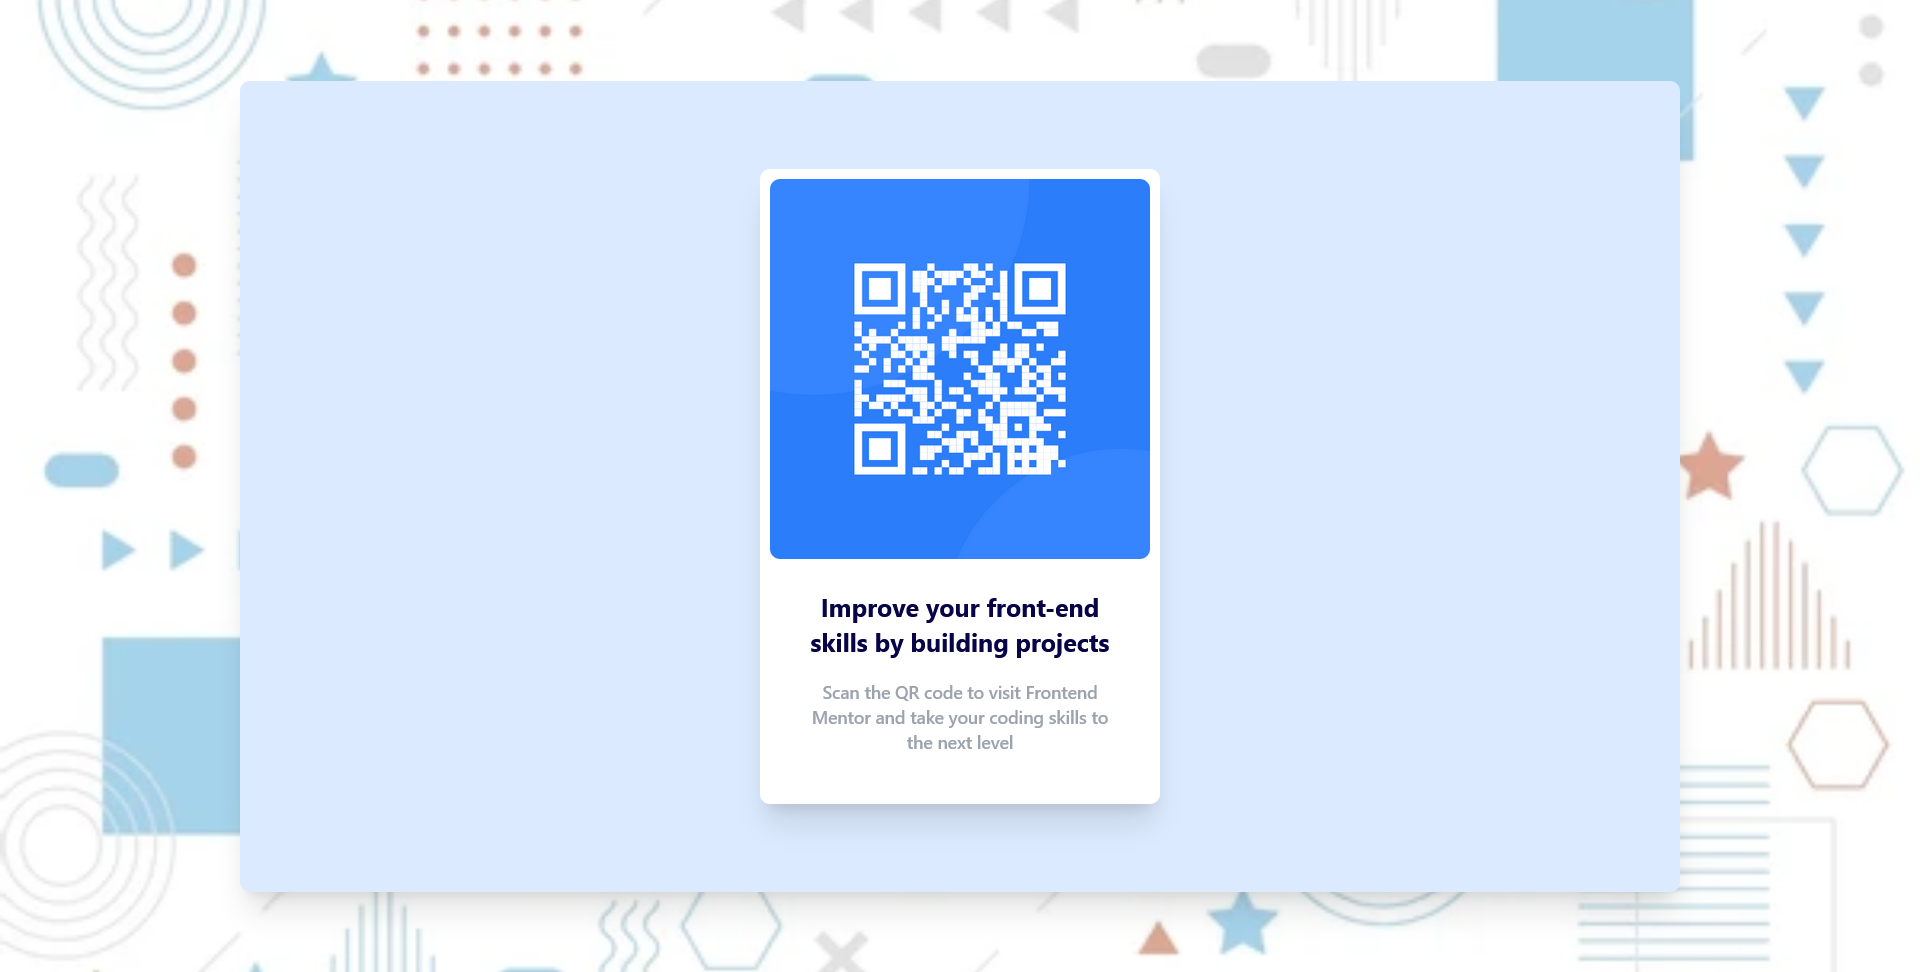 Improve your front-end
skills by building projects
Scan the QR code to visit Frontend
Mentor and take your coding skills to
the next level